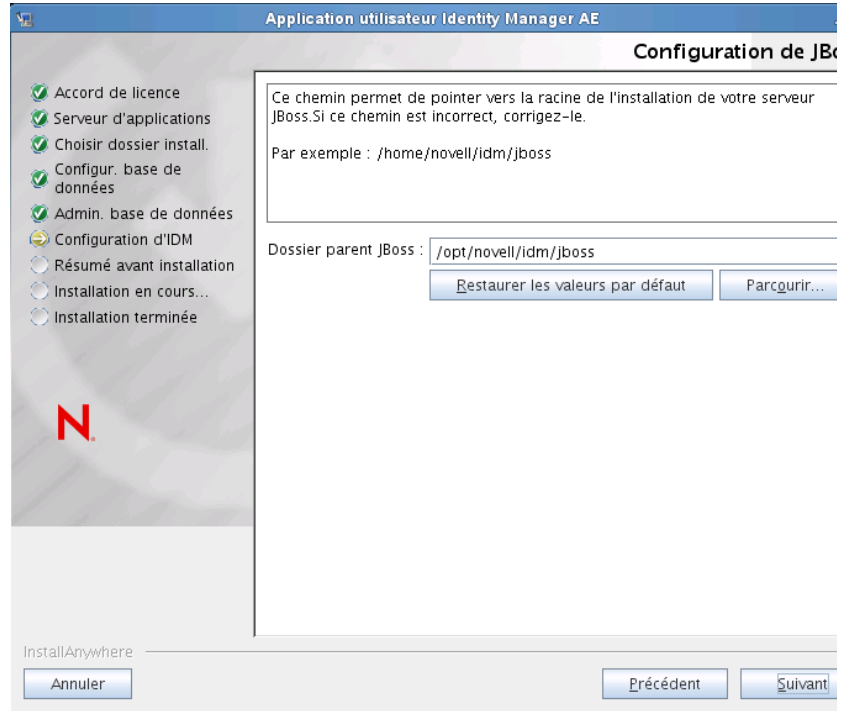 Application utilisateur Identity Manager AE
Configuration de JBo
Accord de licence
Serveur d'applications
Choisir dossier install.
Configur. base de
données
Admin. base de données
Configuration d'IDM
Résumé avant installation
Installation en cours...
Installation terminée
N
Ce chemin permet de pointer vers la racine de l'installation de votre serveur
JBoss.Si ce chemin est incorrect, corrigez-le.
Par exemple : /home/novell/idm/jboss
Dossier parent JBoss :
/opt/novell/idm/jboss
Restaurer les valeurs par défaut
Parcourir...
InstallAnywhere
Annuler
Précédent
Suivant